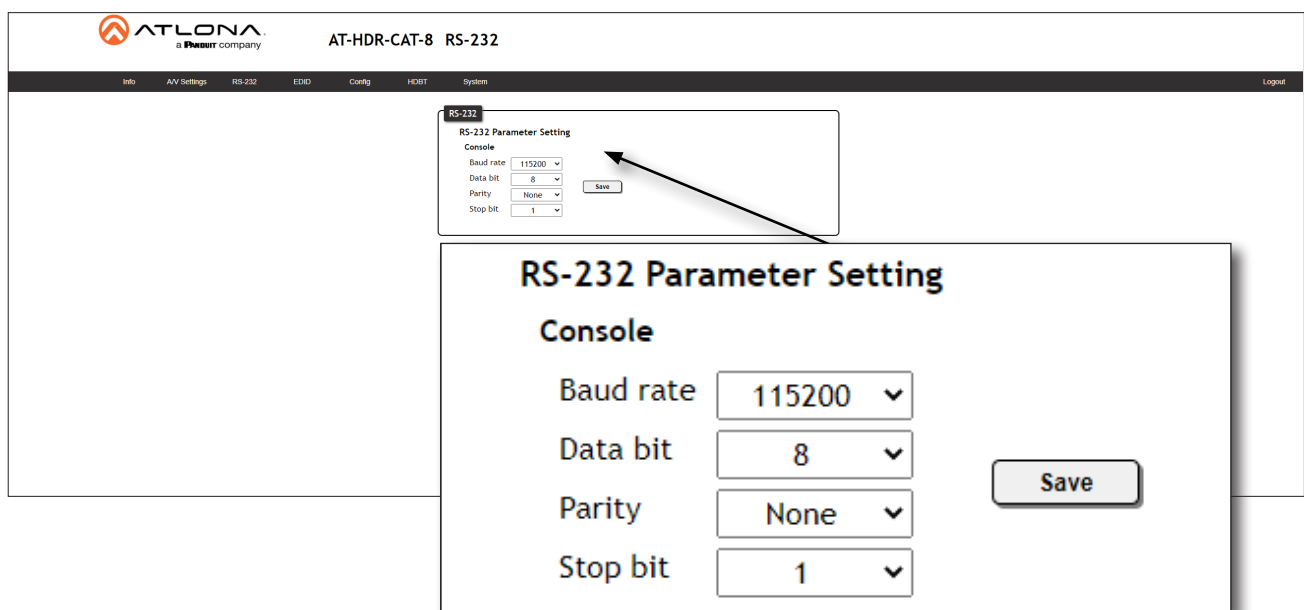 ATLONA.
a PANDUIT company
AT-HDR-CAT-8 RS-232
Info A/V Settings RS-232 EDID Config HDBT System Logout
RS-232
RS-232 Parameter Setting
Console
Baud rate 115200
Data bit 8
Parity None
Stop bit 1
Save
RS-232 Parameter Setting
Console
Baud rate 115200
Data bit 8
Parity None
Stop bit 1
Save